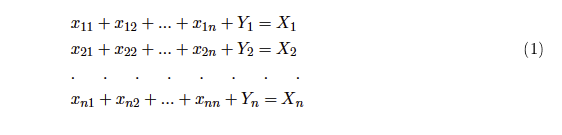 x₁₁ + x₁₂ + ... + x₁ₙ + Y₁ = X₁
x₂₁ + x₂₂ + ... + x₂ₙ + Y₂ = X₂ (1)
. . . . . . . .
xₙ₁ + xₙ₂ + ... + xₙₙ + Yₙ = Xₙ